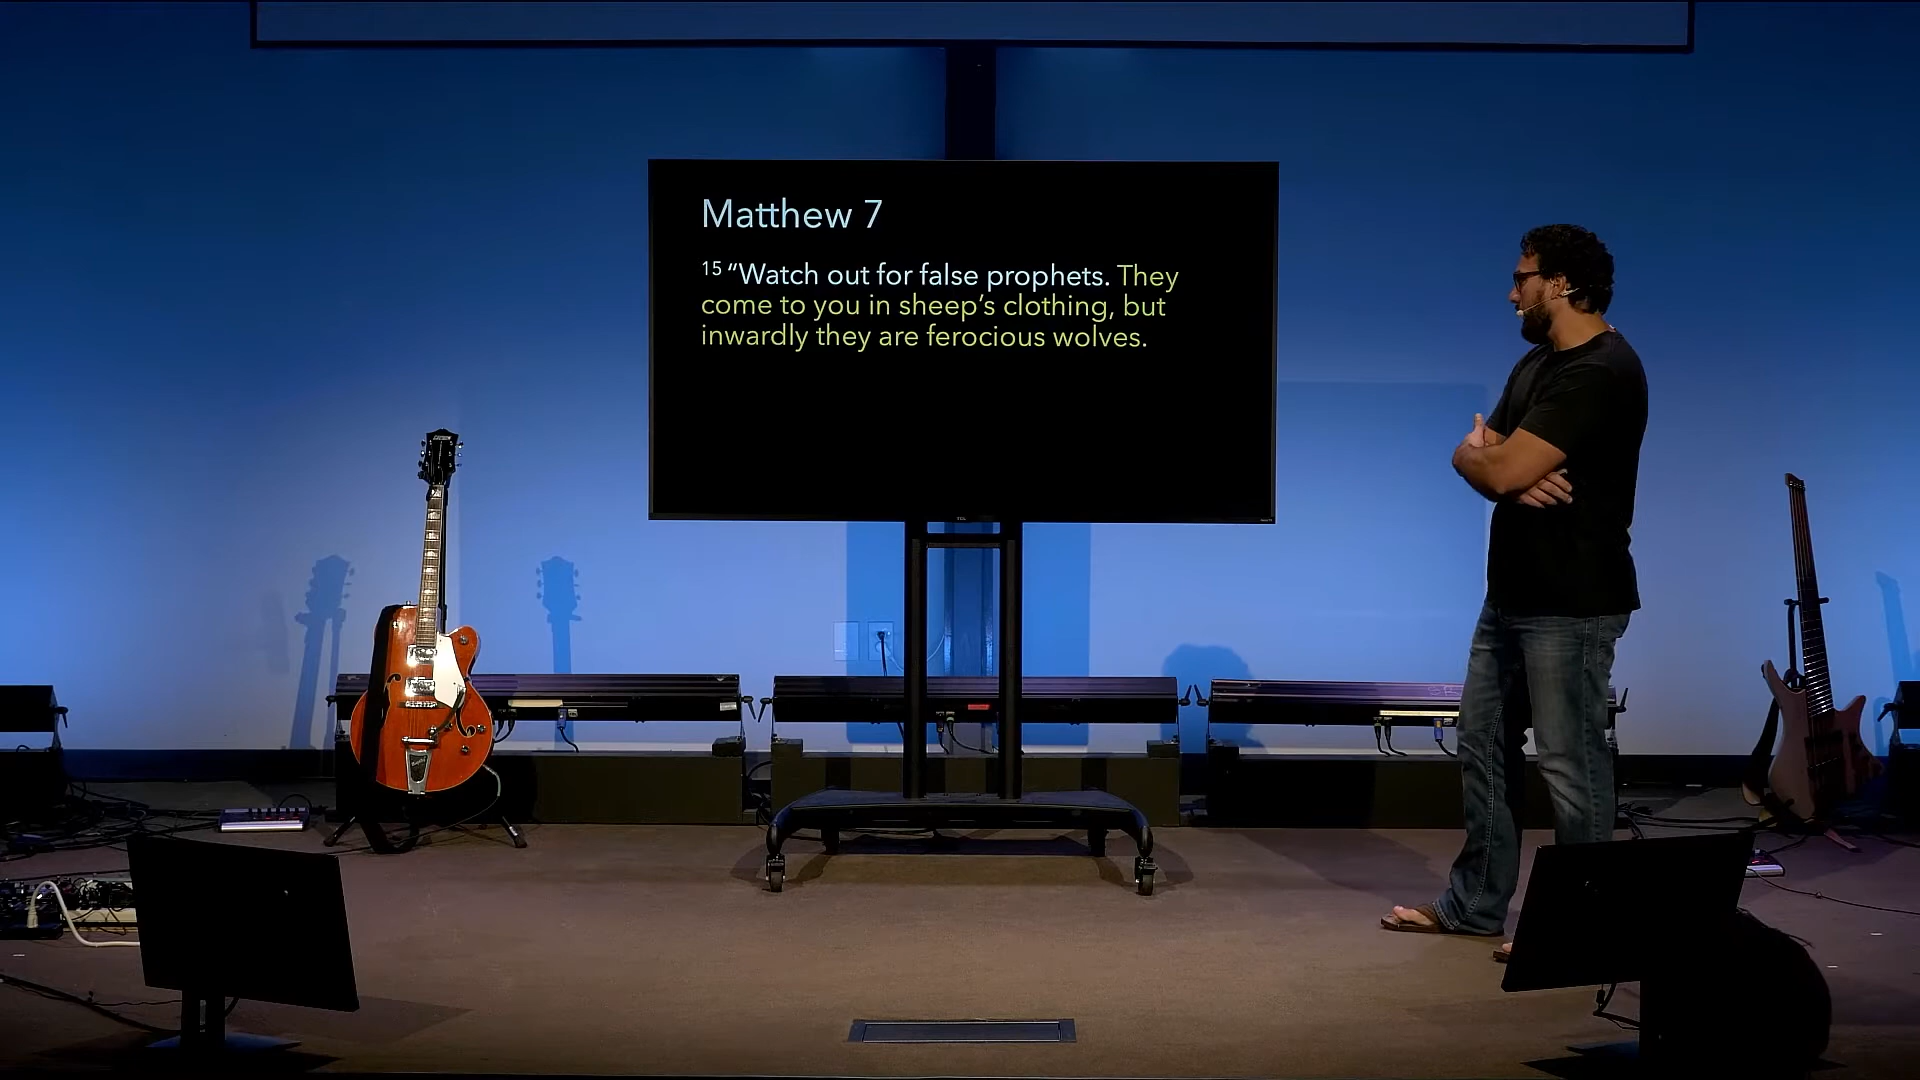 Matthew 7
15 “Watch out for false prophets. They
come to you in sheep’s clothing, but
inwardly they are ferocious wolves.
TCL